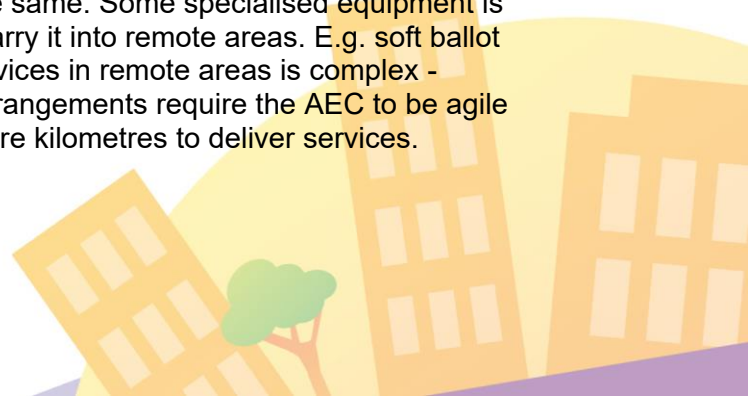 same. Some specialised equipment is
arry it into remote areas. E.g. soft ballot
vices in remote areas is complex -
rangements require the AEC to be agile
re kilometres to deliver services.